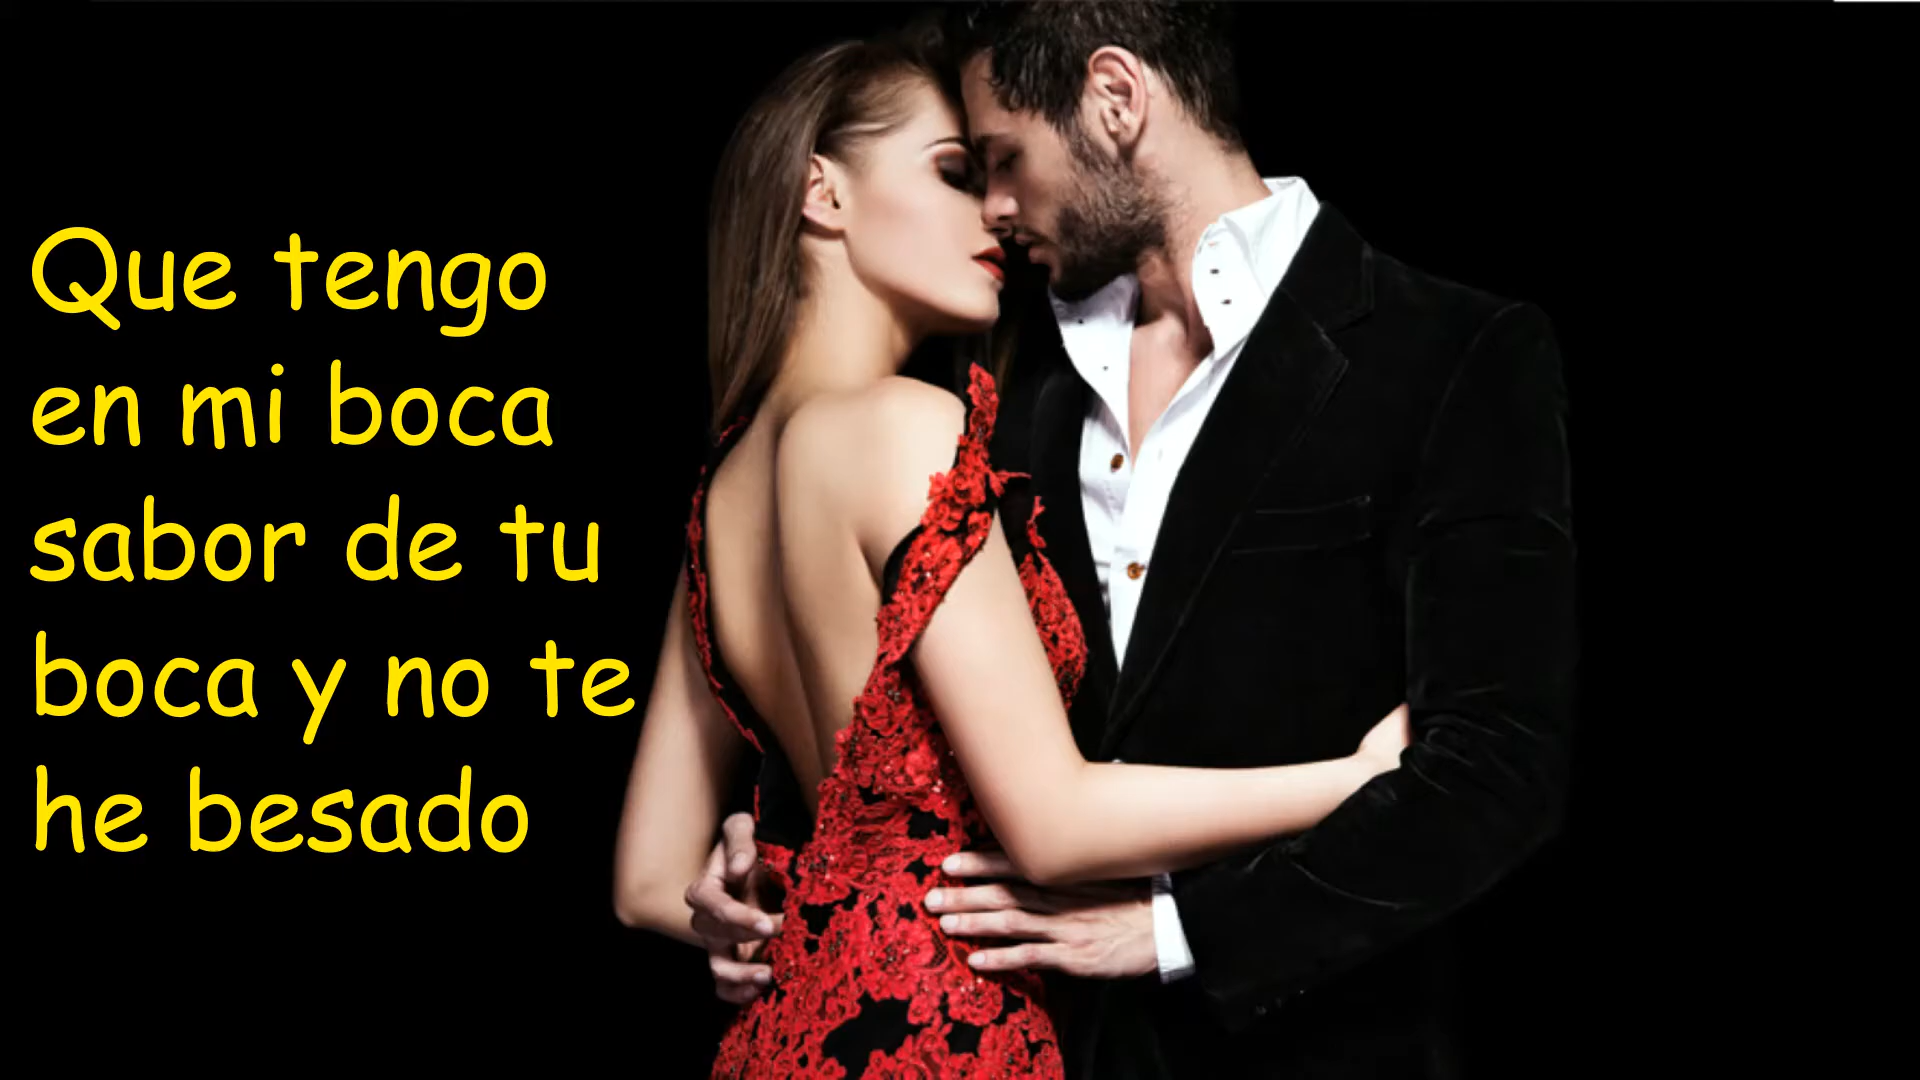 Que tengo
en mi boca
sabor de tu
boca y no te
he besado